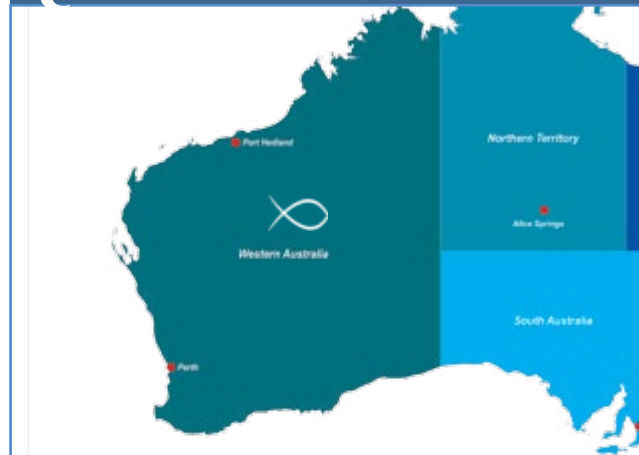 Port Hedland
Northern Territory
Alice Springs
Western Australia
South Australia
Perth